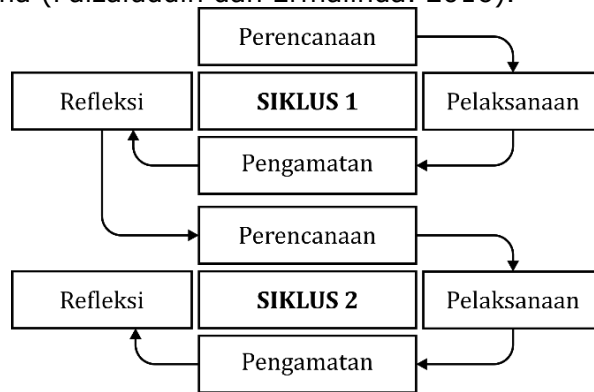 Perencanaan
Refleksi SIKLUS 1 Pelaksanaan
Pengamatan
Perencanaan
Refleksi SIKLUS 2 Pelaksanaan
Pengamatan